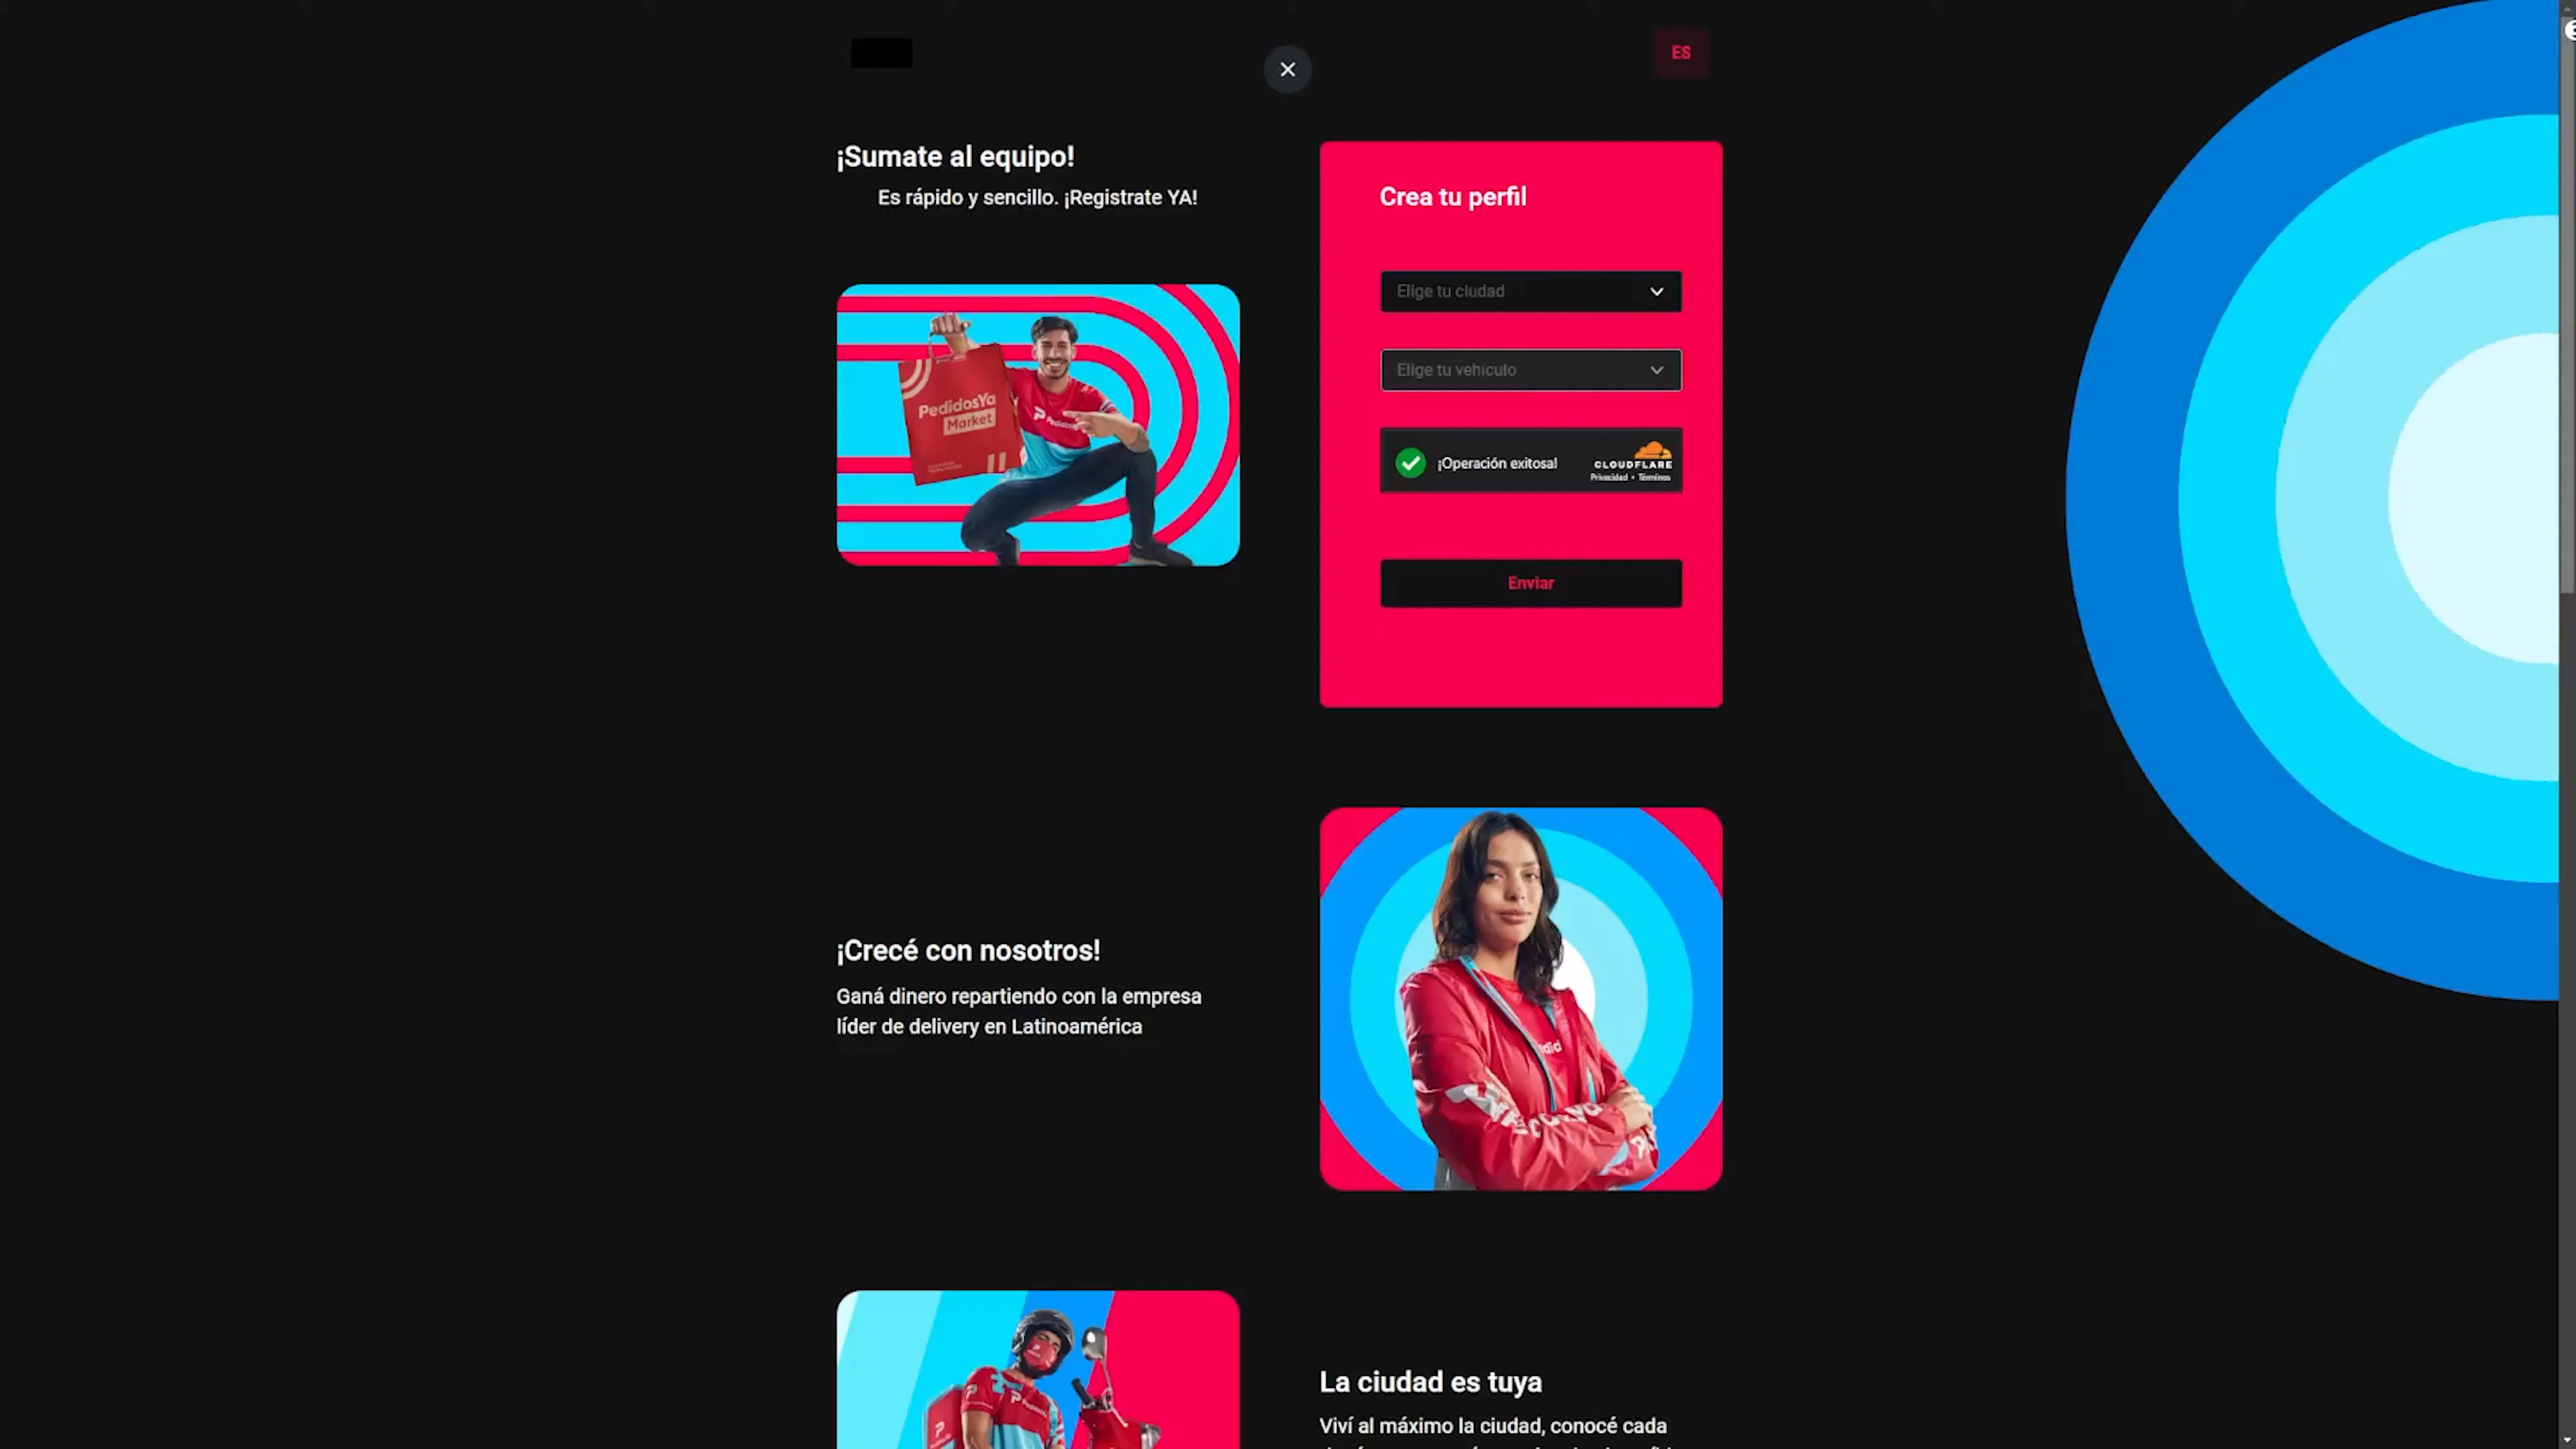 ES
¡Sumate al equipo!
Es rápido y sencillo. ¡Registrate YA!
PedidosYa
Market
Crea tu perfil
Elige tu ciudad
Elige tu vehiculo
¡Operación exitosa!
CLOUDFLARE
Privacidad • Términos
Enviar
¡Crecé con nosotros!
Ganá dinero repartiendo con la empresa
líder de delivery en Latinoamérica
La ciudad es tuya
Viví al máximo la ciudad, conocé cada